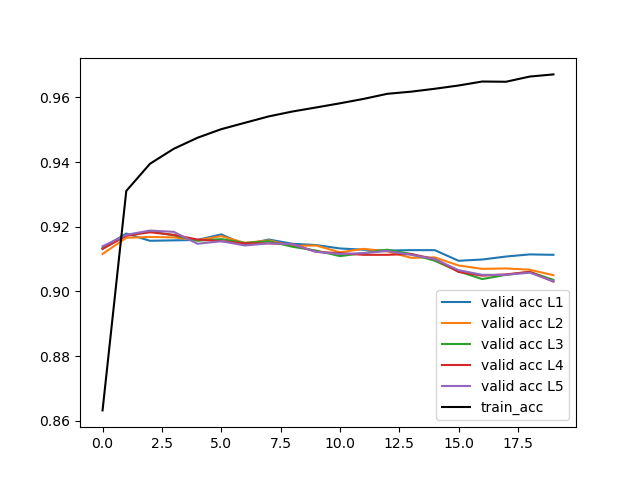 0.96
0.94
0.92
0.90
0.88
0.86
valid acc L1
valid acc L2
valid acc L3
valid acc L4
valid acc L5
train_acc
0.0 2.5 5.0 7.5 10.0 12.5 15.0 17.5